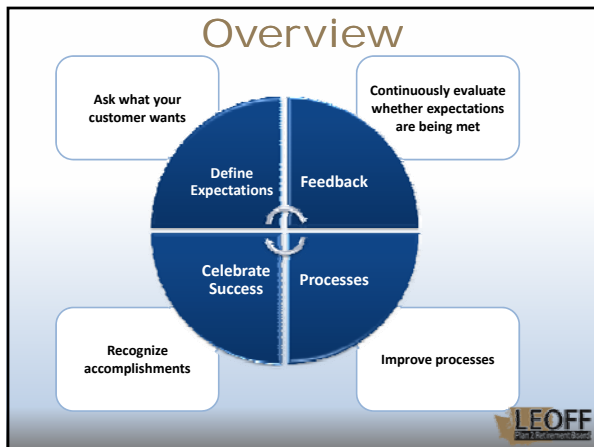 Overview
Ask what your
customer wants
Continuously evaluate
whether expectations
are being met
Define
Expectations
Feedback
Celebrate
Success
Processes
Recognize
accomplishments
Improve processes
LEOFF
Plan 2 Retirement Board